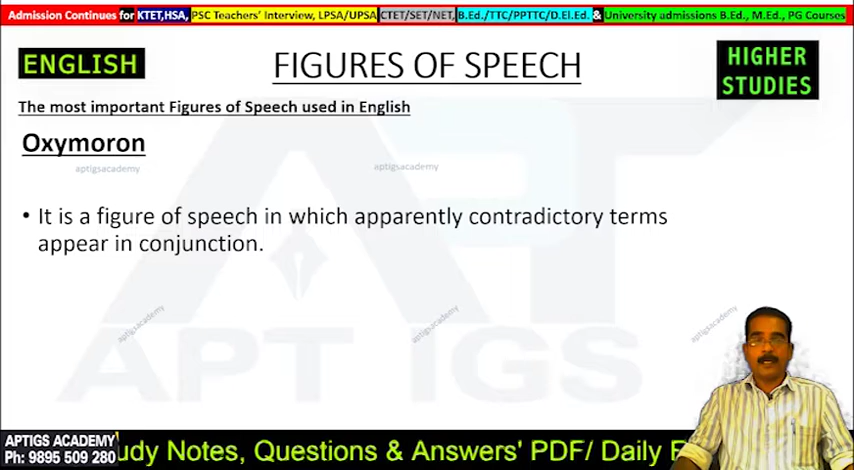 Admission Continues for KTET,HSA, PSC Teachers' Interview, LPSA/UPSA CTET/SET/NET, B.Ed./TTC/PPTTC/D.El.Ed. & University admissions B.Ed., M.Ed., PG Courses
ENGLISH
FIGURES OF SPEECH
HIGHER
STUDIES
The most important Figures of Speech used in English
Oxymoron
aptigsacademy
aptigsacademy
• It is a figure of speech in which apparently contradictory terms
appear in conjunction.
aptigsacademy
aptigsacademy
aptigsacademy
APT IGS
APTIGS ACADEMY
Ph: 9895 509 280
udy Notes, Questions & Answers' PDF/ Daily